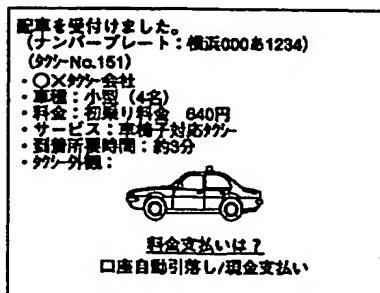 配車を受付けました。
(ナンバープレート:横浜000あ1234)
(タクシーNo.151)
・○×タクシー会社
・車種:小型(4名)
・料金:初乗り料金 640円
・サービス:車椅子対応タクシー
・到着所要時間:約3分
・タクシー外観:
料金支払いは?
口座自動引落し/現金支払い